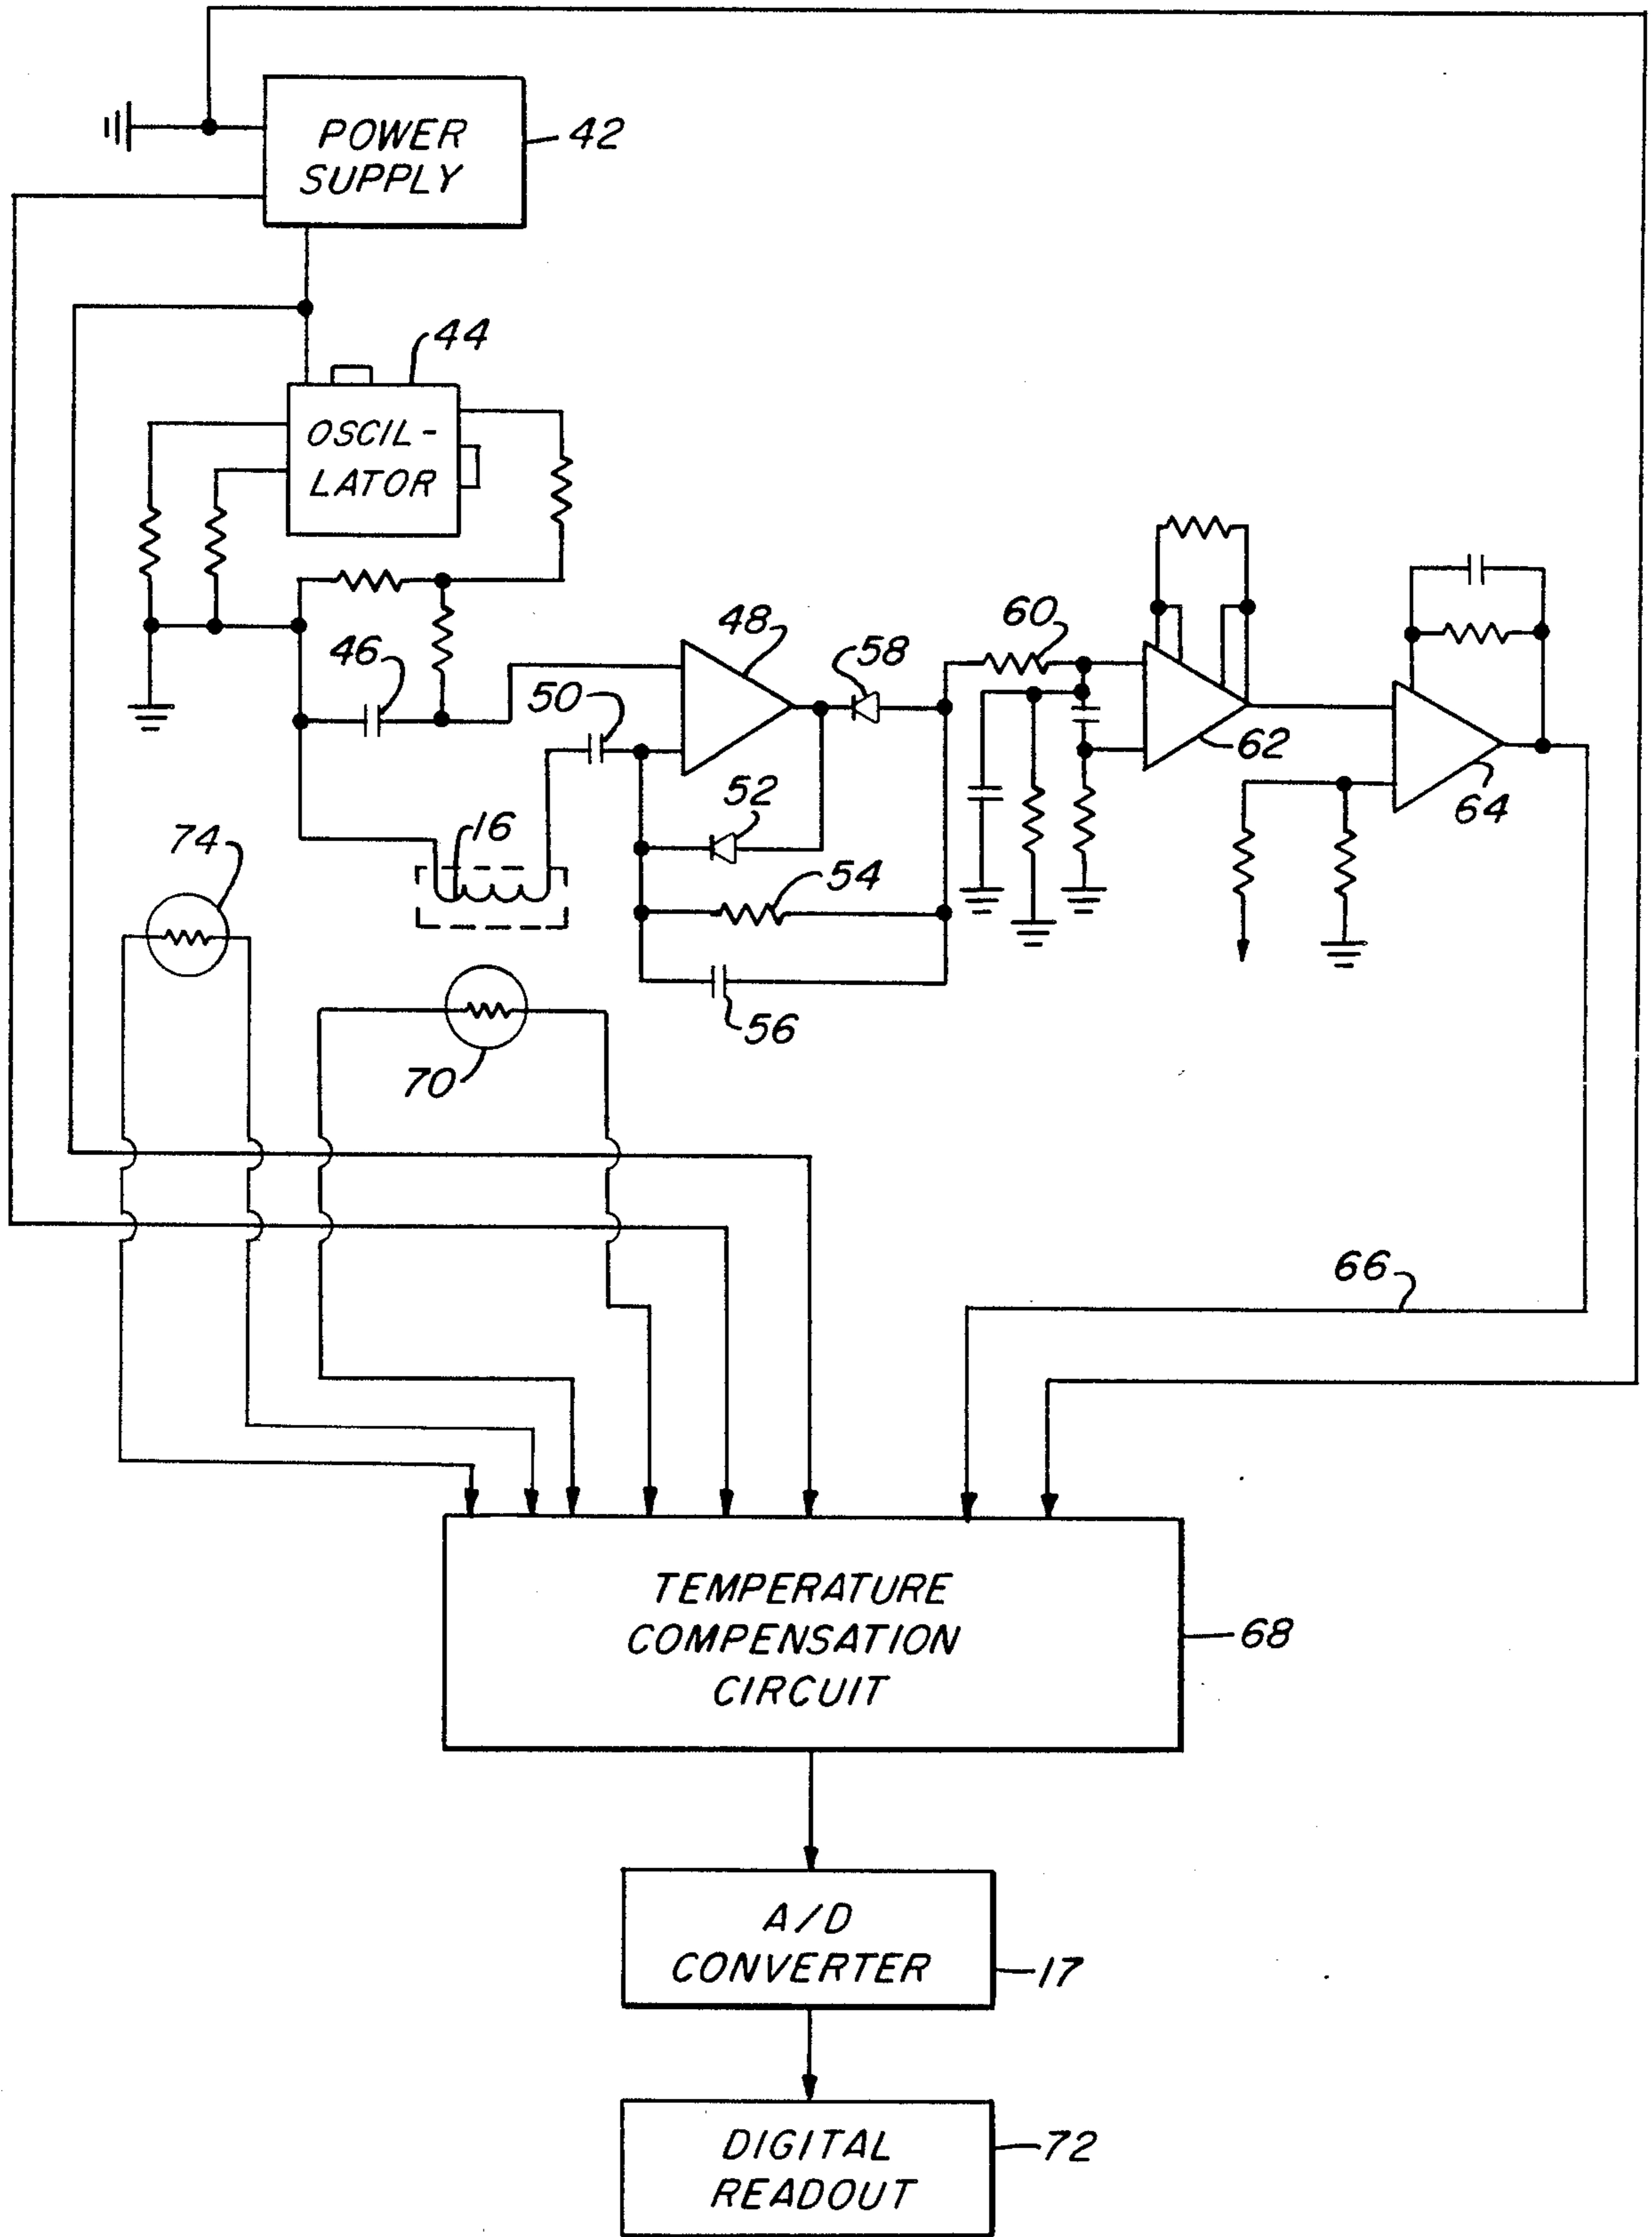 POWER
SUPPLY
42
44
OSCIL-
LATOR
46
48
50
58
60
52
62
64
16
54
74
56
70
66
TEMPERATURE
COMPENSATION
CIRCUIT
68
A/D
CONVERTER
17
DIGITAL
READOUT
72